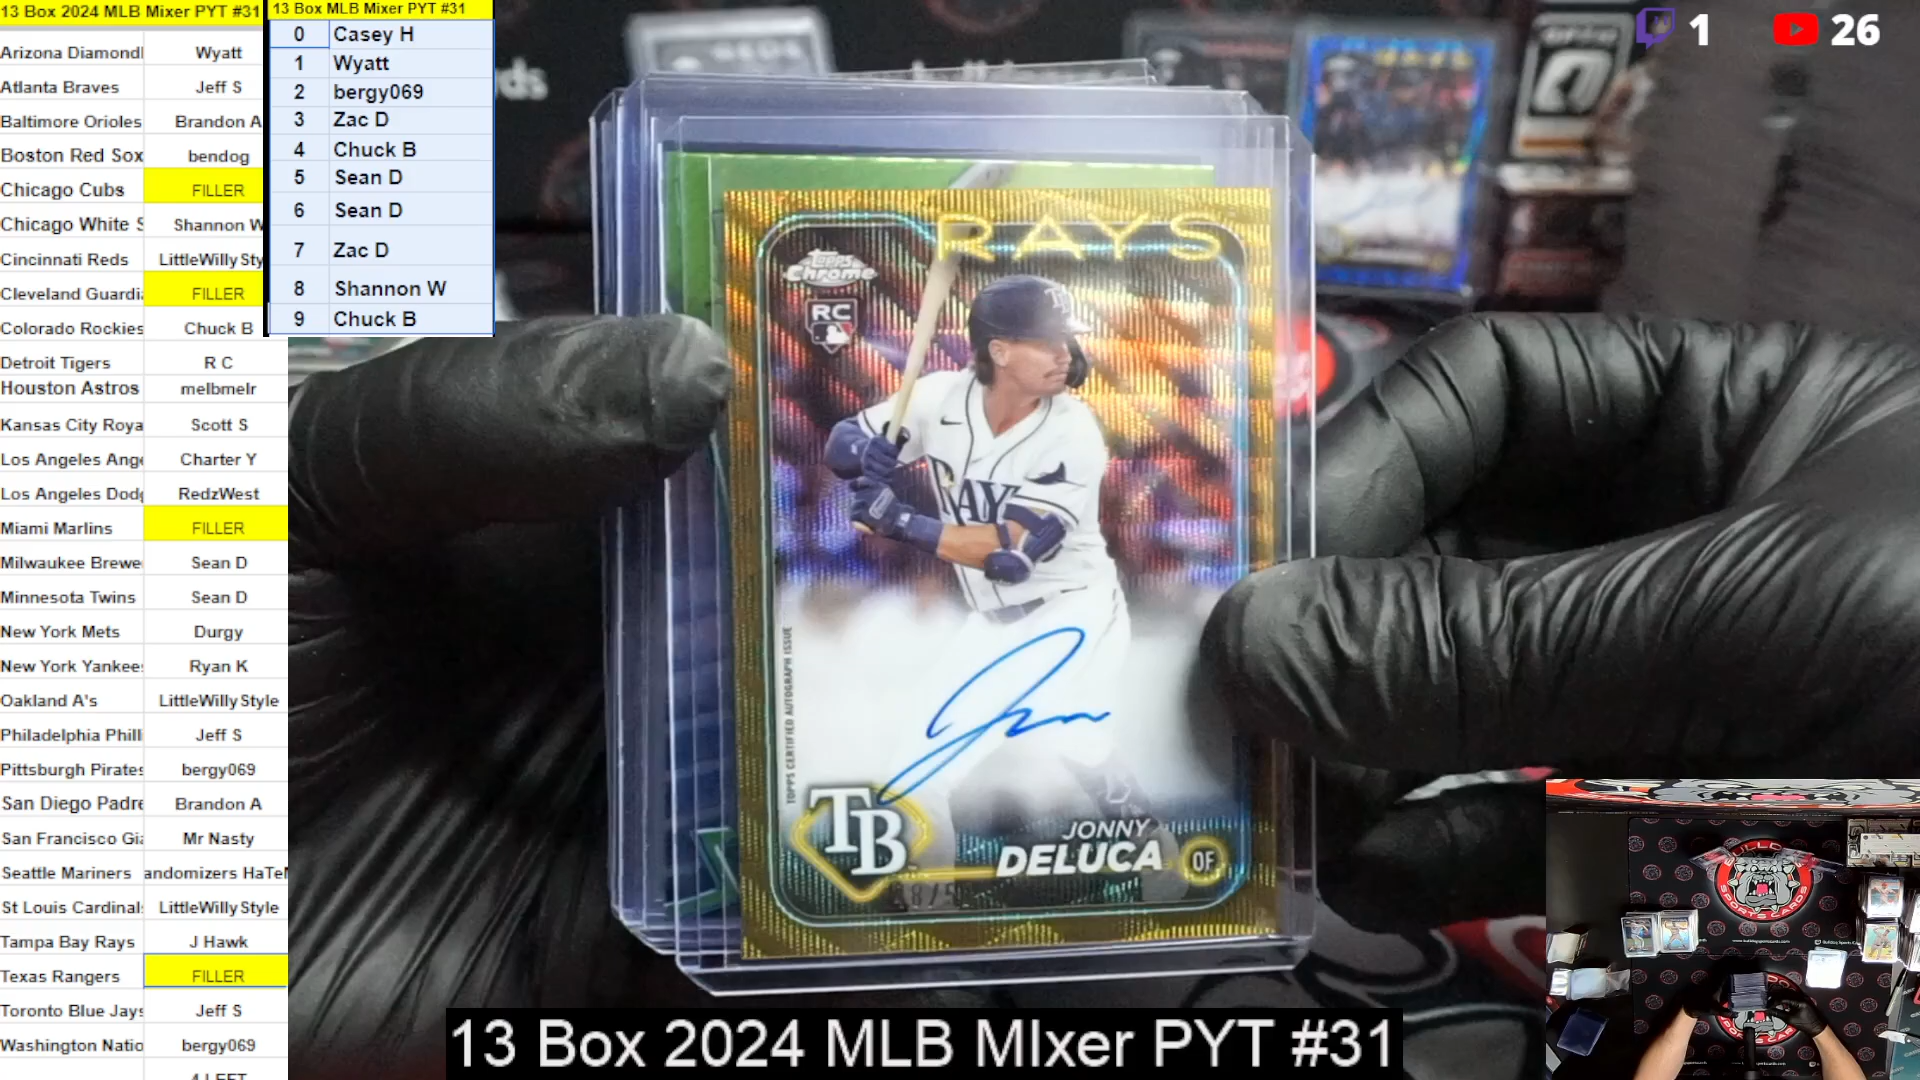 13 Box 2024 MLB Mixer PYT #31
Arizona Diamond Wyatt
Atlanta Braves Jeff S
Baltimore Orioles Brandon A
Boston Red Sox bendog
Chicago Cubs FILLER
Chicago White S Shannon W
Cincinnati Reds LittleWilly Sty
Cleveland Guardi FILLER
Colorado Rockies Chuck B
Detroit Tigers R C
Houston Astros melbmelr
Kansas City Roya Scott S
Los Angeles Ang Charter Y
Los Angeles Dod RedzWest
Miami Marlins FILLER
Milwaukee Brewe Sean D
Minnesota Twins Sean D
New York Mets Durgy
New York Yankee Ryan K
Oakland A's LittleWilly Style
Philadelphia Phill Jeff S
Pittsburgh Pirates bergy069
San Diego Padre Brandon A
San Francisco Gi Mr Nasty
Seattle Mariners andomizers HaTe
St Louis Cardinal LittleWilly Style
Tampa Bay Rays J Hawk
Texas Rangers FILLER
Toronto Blue Jays Jeff S
Washington Natio bergy069
4 LEFT
13 Box MLB Mixer PYT #31
0 Casey H
1 Wyatt
2 bergy069
3 Zac D
4 Chuck B
5 Sean D
6 Sean D
7 Zac D
8 Shannon W
9 Chuck B
1 26
RAYS
Topps
Chrome
RC
RAY
TOPPS CERTIFIED AUTOGRAPH ISSUE
TB
JONNY
DELUCA OF
13 Box 2024 MLB MIxer PYT #31
BULLDOG
SPORTS CARDS